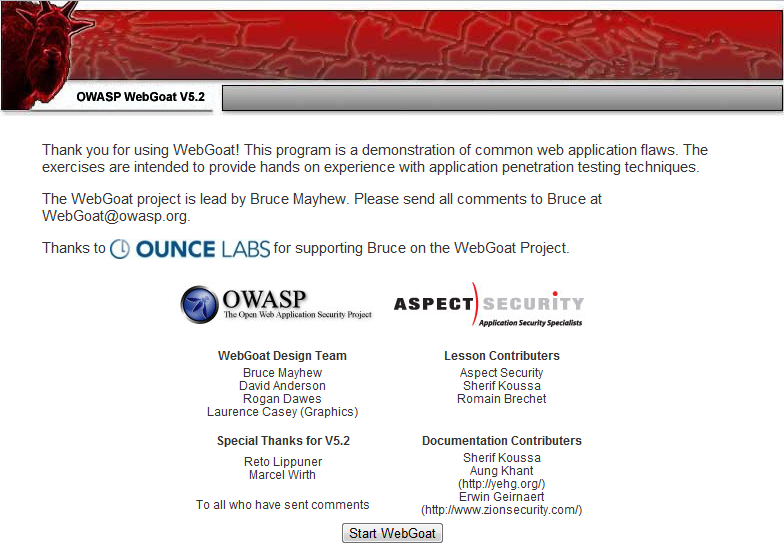 OWASP WebGoat V5.2
Thank you for using WebGoat! This program is a demonstration of common web application flaws. The
exercises are intended to provide hands on experience with application penetration testing techniques.
The WebGoat project is lead by Bruce Mayhew. Please send all comments to Bruce at
WebGoat@owasp.org.
Thanks to OUNCE LABS for supporting Bruce on the WebGoat Project.
OWASP
The Open Web Application Security Project
ASPECT SECURITY
Application Security Specialists
WebGoat Design Team
Bruce Mayhew
David Anderson
Rogan Dawes
Laurence Casey (Graphics)
Lesson Contributers
Aspect Security
Sherif Koussa
Romain Brechet
Special Thanks for V5.2
Reto Lippuner
Marcel Wirth
To all who have sent comments
Documentation Contributers
Sherif Koussa
Aung Khant
(http://yehg.org/)
Erwin Geirnaert
(http://www.zionsecurity.com/)
Start WebGoat